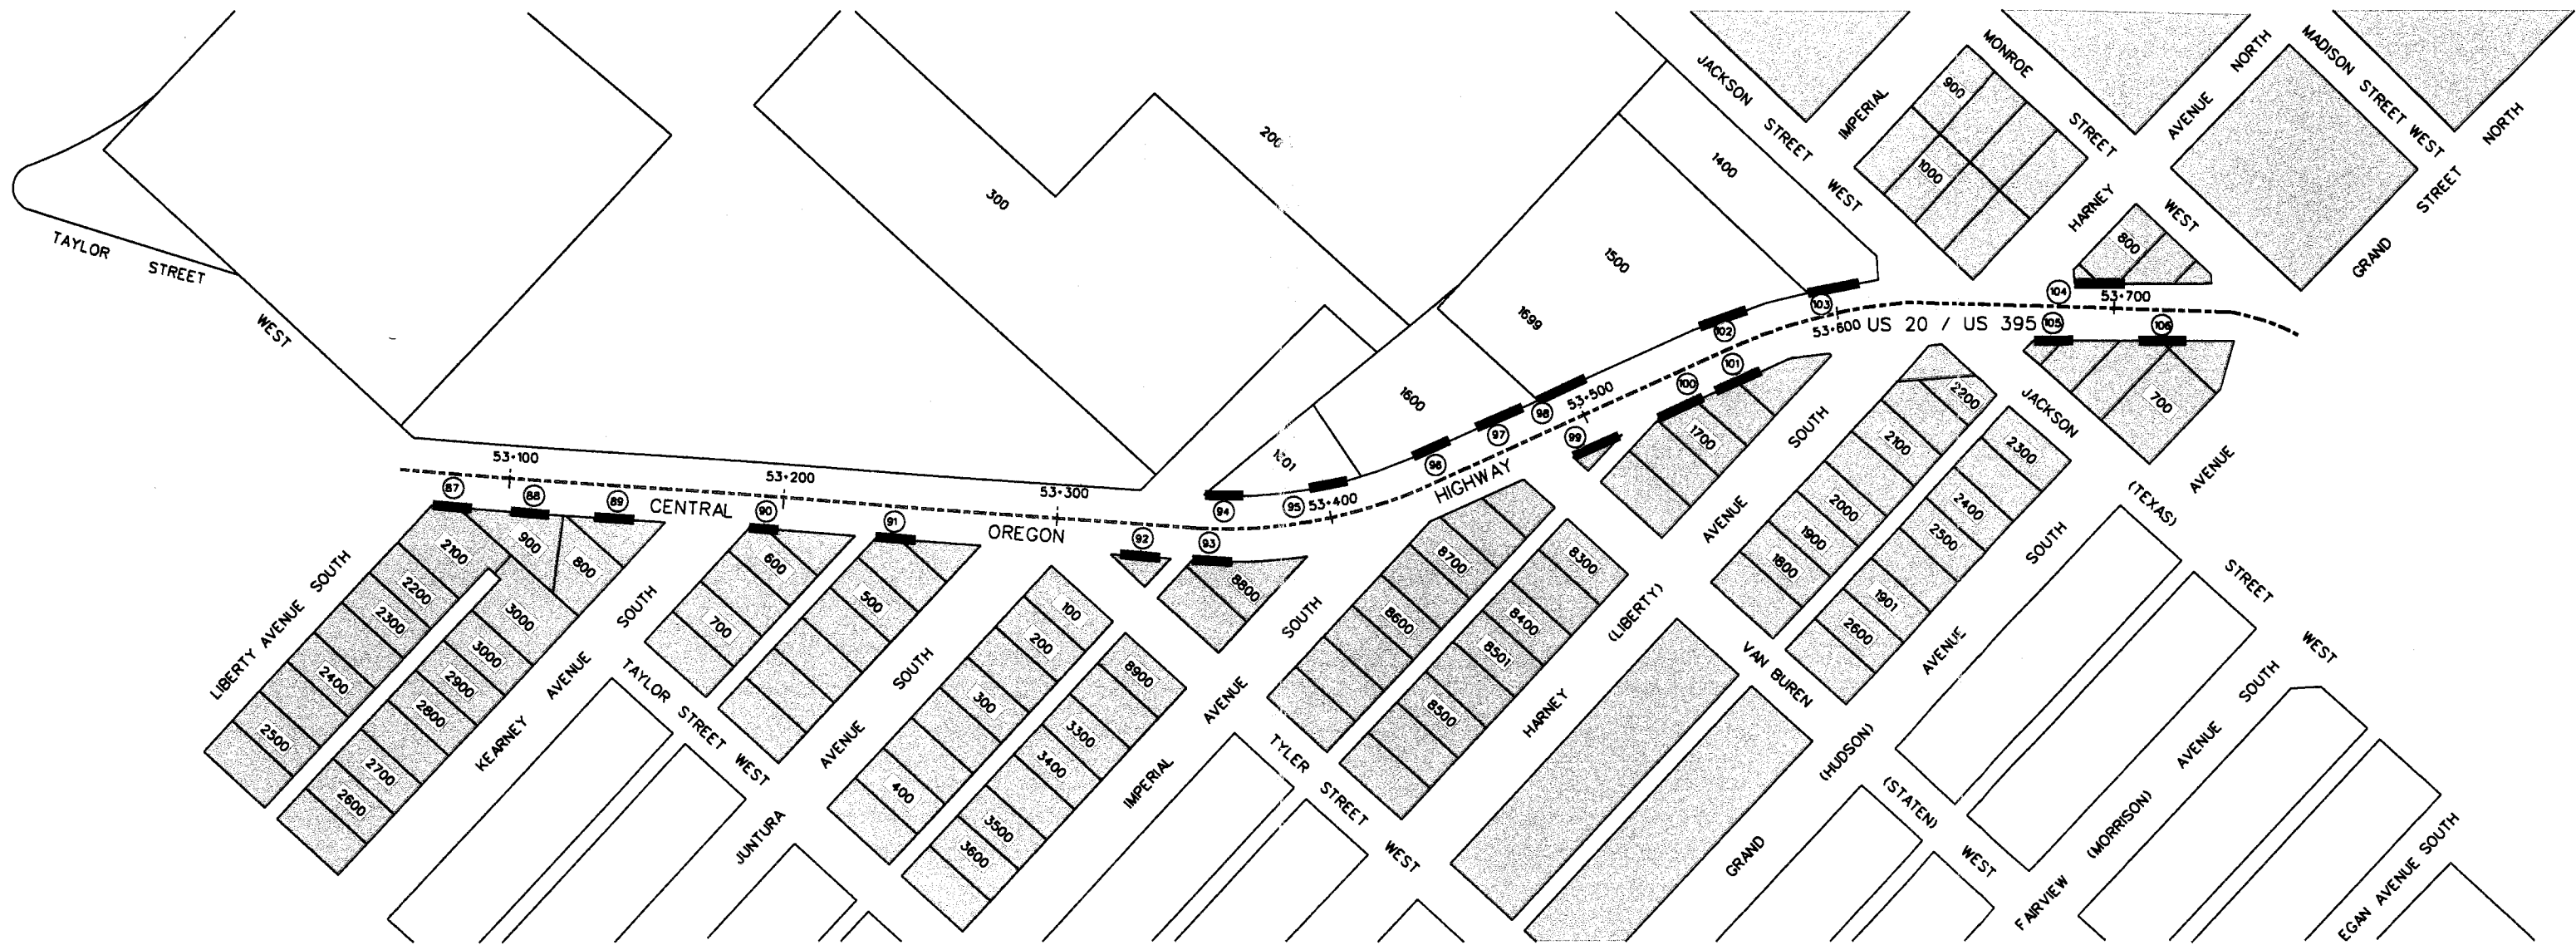 TAYLOR STREET WEST
300
200
1400
1500
1699
1600
JACKSON STREET WEST
IMPERIAL AVENUE NORTH
MONROE STREET WEST
MADISON STREET WEST
HARNEY
GRAND STREET NORTH
900
1000
800
53+100
53+200
53+300
53+400
53+500
53+600
53+700
CENTRAL OREGON HIGHWAY
US 20 / US 395
87
88
89
90
91
92
93
94
95
96
97
98
99
100
101
102
103
104
105
106
LIBERTY AVENUE SOUTH
2100
900
800
2200
2300
2400
2500
3000
3000
2900
2800
2700
2600
KEARNEY AVENUE SOUTH
600
700
500
TAYLOR STREET WEST
JUNTURA AVENUE SOUTH
100
200
300
400
8900
3300
3400
3500
3600
8800
IMPERIAL AVENUE SOUTH
TYLER STREET WEST
8700
8600
8300
8400
8501
8500
HARNEY AVENUE SOUTH
(LIBERTY)
1700
VAN BUREN
(HUDSON)
(STATEN)
WEST
2200
2100
2000
1900
1800
2300
2400
2500
1901
2600
GRAND AVENUE SOUTH
JACKSON
(TEXAS)
STREET
WEST
700
AVENUE
FAIRVIEW (MORRISON) AVENUE SOUTH
EGAN AVENUE SOUTH